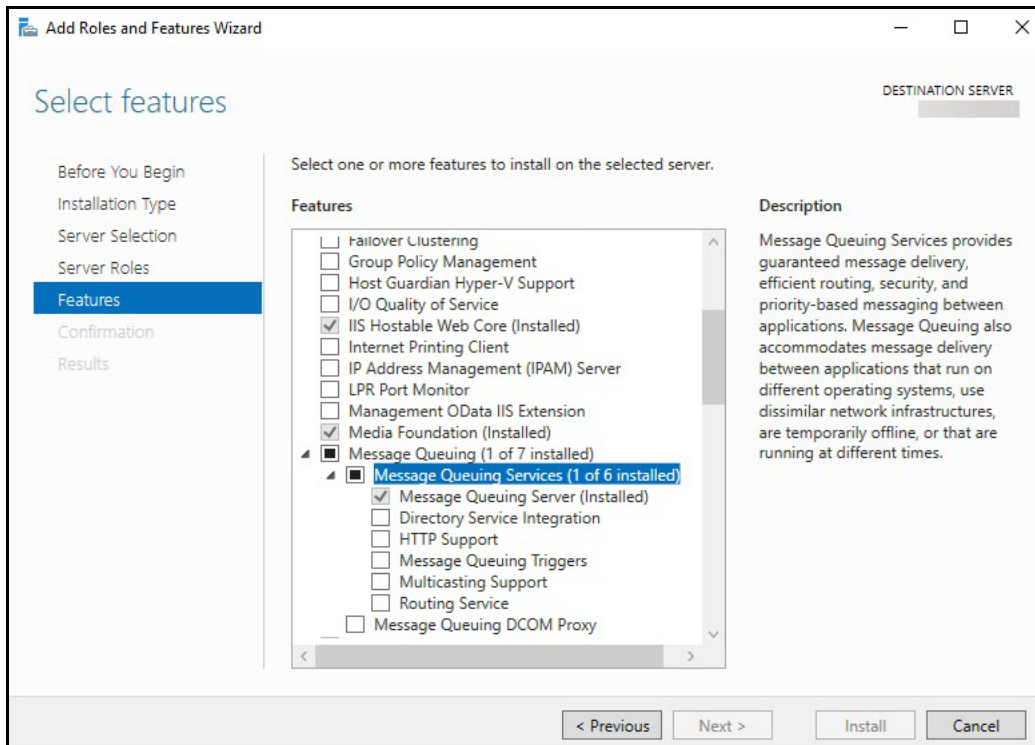 Add Roles and Features Wizard
Select features
DESTINATION SERVER
Before You Begin
Installation Type
Server Selection
Server Roles
Features
Confirmation
Results
Select one or more features to install on the selected server.
Features
Failover Clustering
Group Policy Management
Host Guardian Hyper-V Support
I/O Quality of Service
IIS Hostable Web Core (Installed)
Internet Printing Client
IP Address Management (IPAM) Server
LPR Port Monitor
Management OData IIS Extension
Media Foundation (Installed)
Message Queuing (1 of 7 installed)
Message Queuing Services (1 of 6 installed)
Message Queuing Server (Installed)
Directory Service Integration
HTTP Support
Message Queuing Triggers
Multicasting Support
Routing Service
Message Queuing DCOM Proxy
Description
Message Queuing Services provides
guaranteed message delivery,
efficient routing, security, and
priority-based messaging between
applications. Message Queuing also
accommodates message delivery
between applications that run on
different operating systems, use
dissimilar network infrastructures,
are temporarily offline, or that are
running at different times.
< Previous
Next >
Install
Cancel